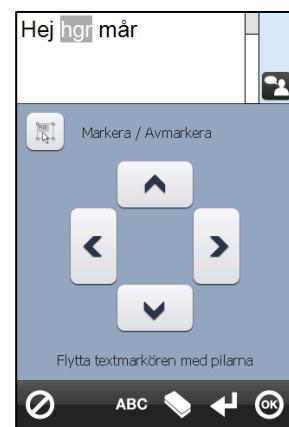 Hej hgr mår
Markera / Avmarkera
Flytta textmarkören med pilarna
ABC
OK